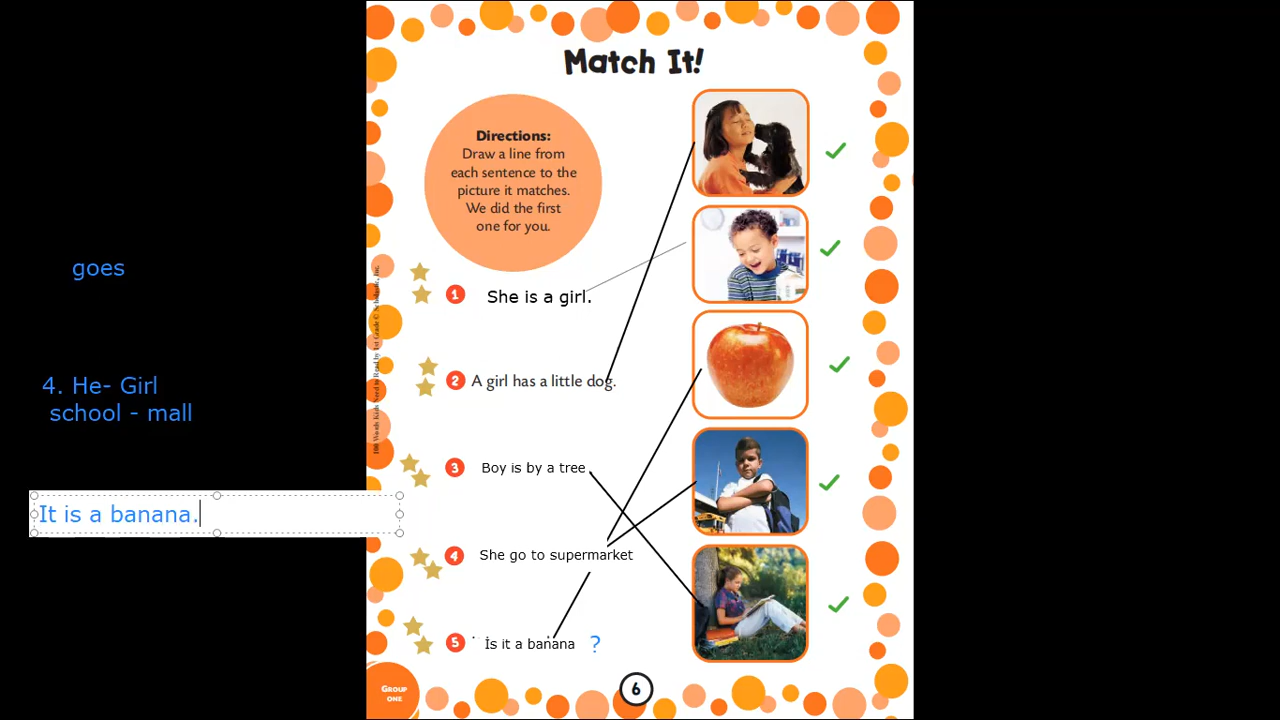 Match It!
Directions:
Draw a line from
each sentence to the
picture it matches.
We did the first
one for you.
goes
1 She is a girl.
4. He- Girl
school - mall
2 A girl has a little dog.
3 Boy is by a tree
It is a banana.
4 She go to supermarket
5 Is it a banana ?
GROUP
ONE
6